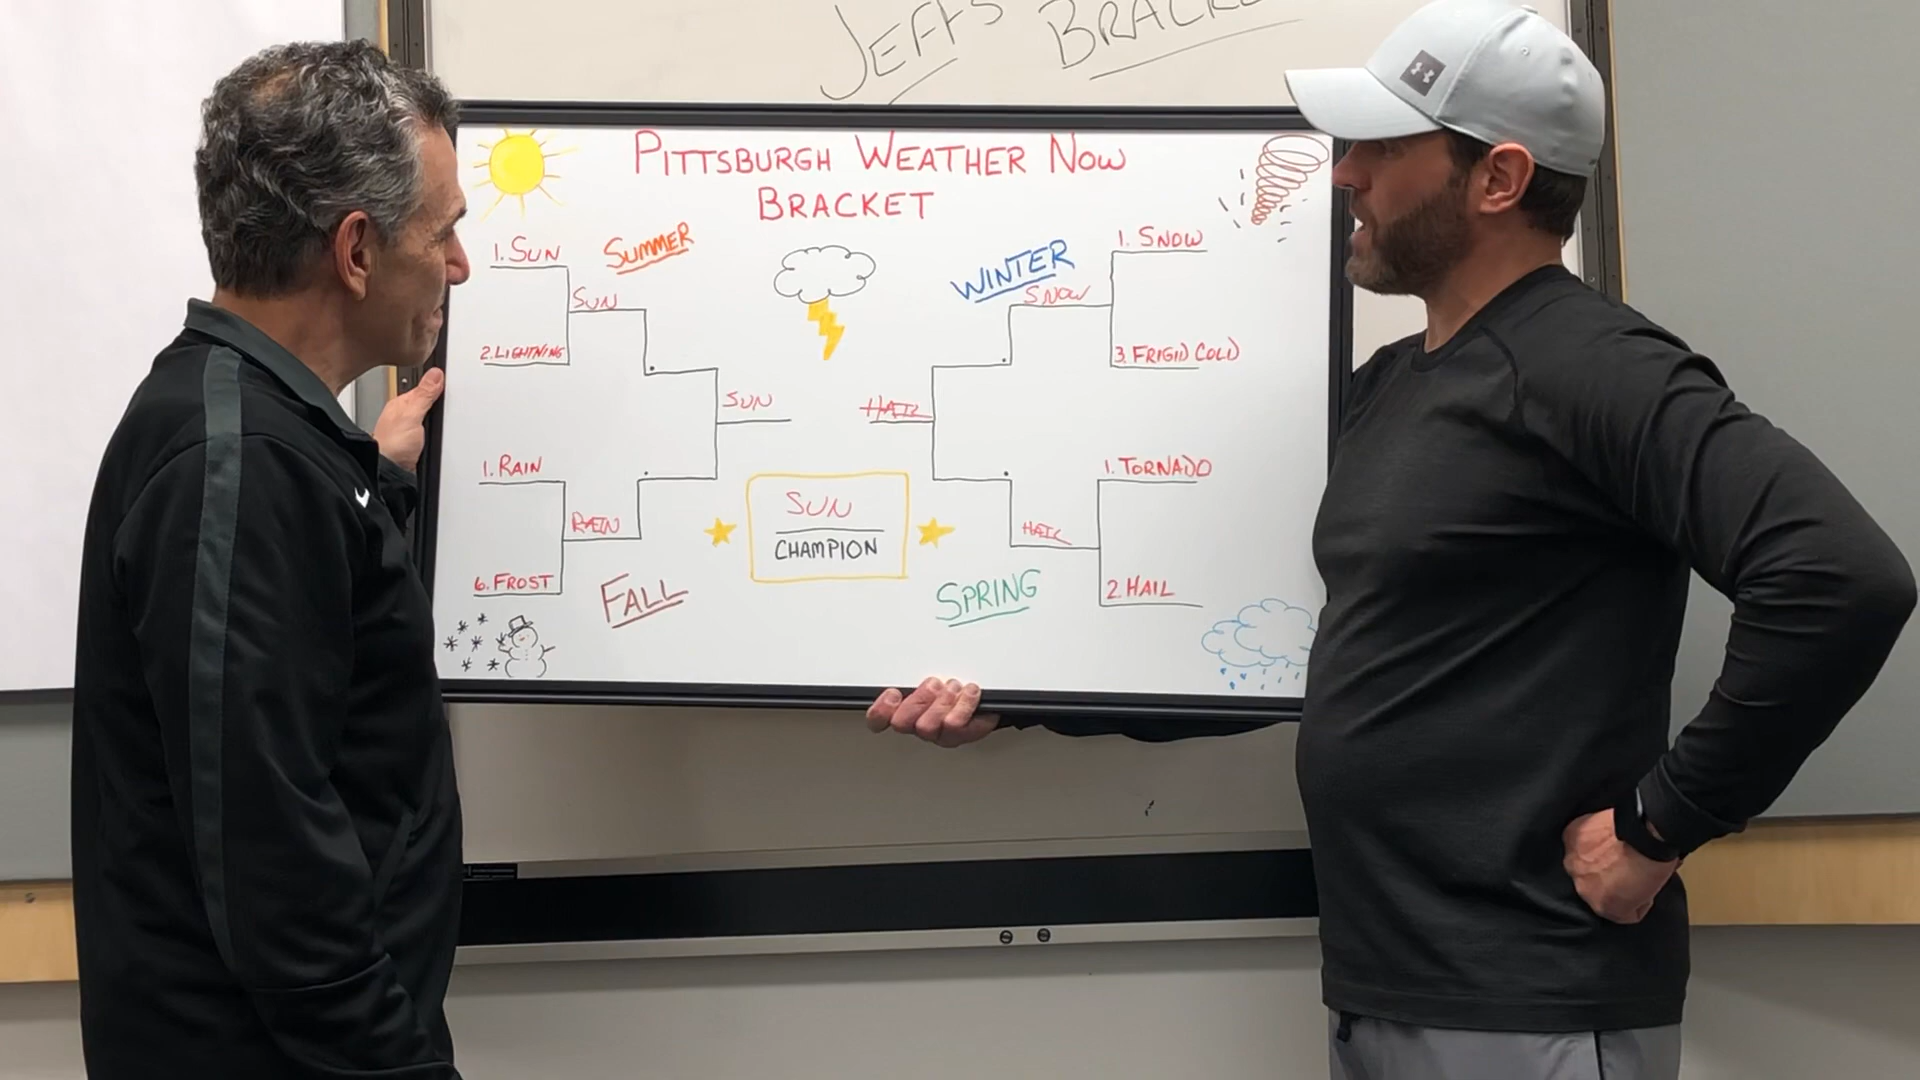 JEFF'S
PITTSBURGH WEATHER NOW
BRACKET
1. SUN
SUMMER
WINTER
1. SNOW
SUN
SNOW
2. LIGHTNING
3. FRIGID COLD
SUN
HAIL
1. RAIN
1. TORNADO
SUN
RAIN
HAIL
CHAMPION
6. FROST
FALL
SPRING
2 HAIL